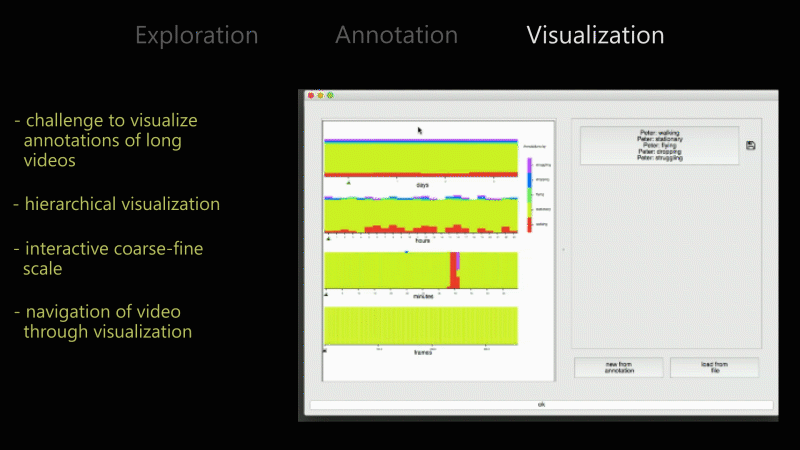 Exploration
Annotation
Visualization
- challenge to visualize
annotations of long
videos
- hierarchical visualization
- interactive coarse-fine
scale
- navigation of video
through visualization
days
hours
minutes
frames
struggling
dropping
flying
stationary
walking
Peter: walking
Peter: stationary
Peter: flying
Peter: dropping
Peter: struggling
new from
annotation
load from
file
ok